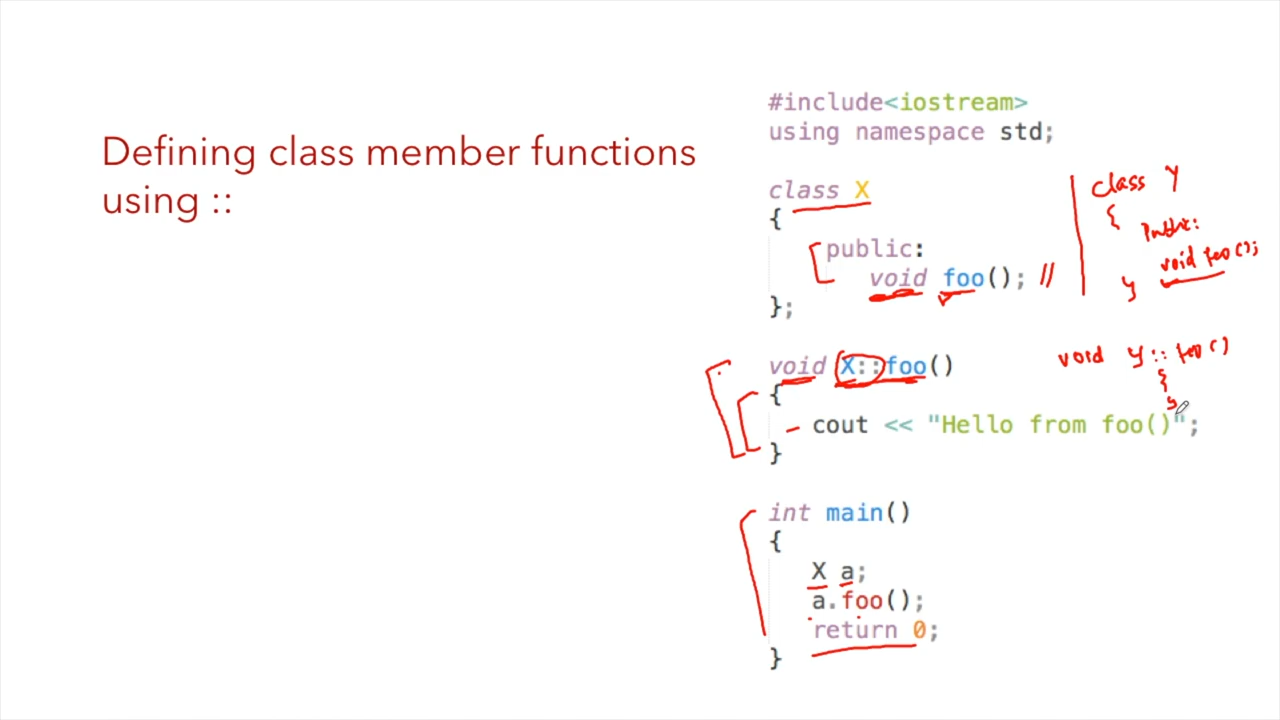 Defining class member functions
using ::
#include<iostream>
using namespace std;
class X
{
public:
void foo(); //
};
void X::foo()
{
cout << "Hello from foo()";
}
int main()
{
X a;
a.foo();
return 0;
}
class Y
{
Public:
void foo();
}
void Y::foo()
{
}